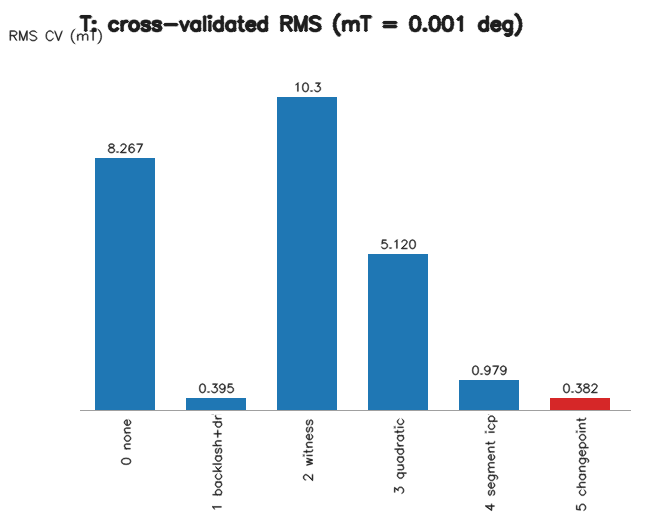 T: cross-validated RMS (mT = 0.001 deg)
RMS CV (mT)
8.267
0.395
10.3
5.120
0.979
0.382
0 none
1 backlash+dr
2 witness
3 quadratic
4 segment icp
5 changepoint